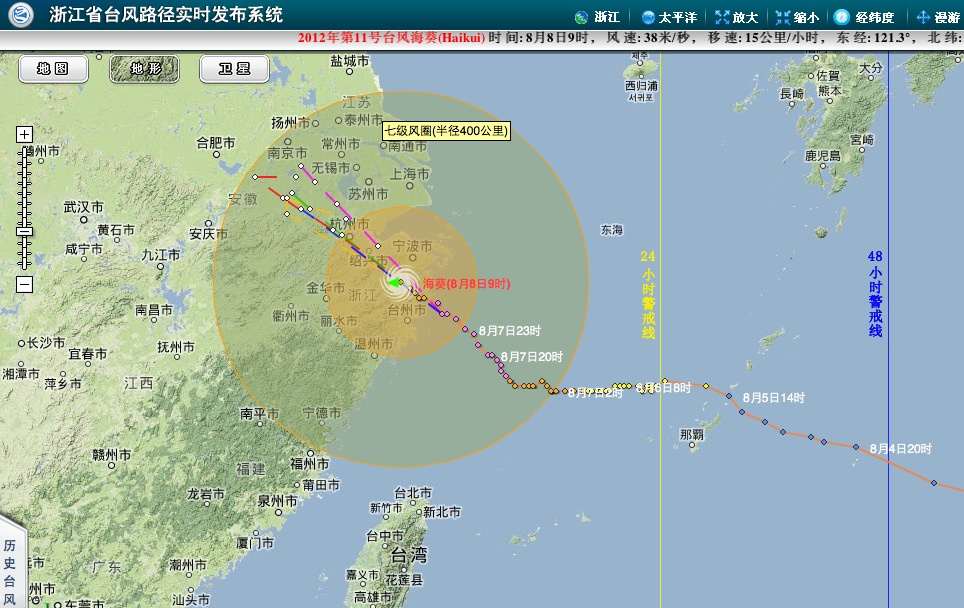 浙江省台风路径实时发布系统
浙江
太平洋
放大
缩小
经纬度
漫游
2012年第11号台风海葵(Haikui) 时 间: 8月8日9时， 风 速: 38米/秒， 移 速: 15公里/小时， 东 经: 121.3°， 北 纬:
地 图
地 形
卫 星
盐城市
江苏
扬州市
泰州市
七级风圈(半径400公里)
合肥市
常州市
南京市
南通市
无锡市
上海市
苏州市
安徽
武汉市
黄石市
安庆市
杭州市
咸宁市
九江市
宁波市
绍兴市
海葵(8月8日9时)
金华市
浙江
南昌市
衢州市
丽水市
台州市
8月7日23时
长沙市
宜春市
抚州市
温州市
8月7日20时
湘潭市
萍乡市
江西
8月7日2时
8月6日8时
8月5日14时
南平市
宁德市
那覇
8月4日20时
赣州市
福州市
福建
莆田市
龙岩市
泉州市
台北市
新竹市
新北市
厦门市
台中市
台湾
广东
潮州市
嘉义市
花莲县
高雄市
汕头市
东莞市
西归浦
서귀포
佐賀
大分
長崎
熊本
宮崎
鹿児島
东海
24小时警戒线
48小时警戒线
历史台风